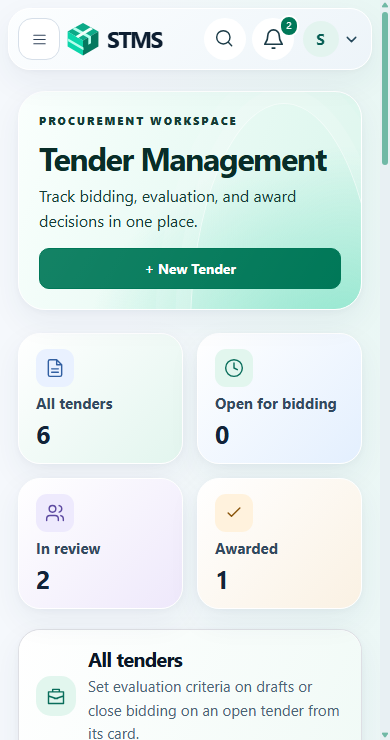 STMS
2
S
PROCUREMENT WORKSPACE
Tender Management
Track bidding, evaluation, and award
decisions in one place.
+ New Tender
All tenders
6
Open for bidding
0
In review
2
Awarded
1
All tenders
Set evaluation criteria on drafts or
close bidding on an open tender from
its card.